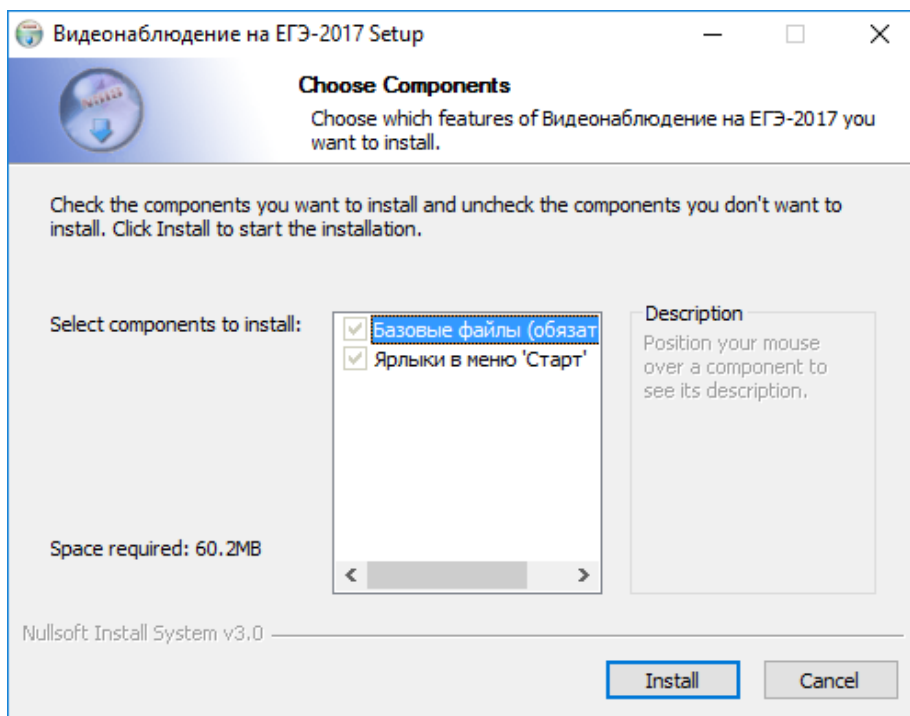 Видеонаблюдение на ЕГЭ-2017 Setup
Choose Components
Choose which features of Видеонаблюдение на ЕГЭ-2017 you
want to install.
Check the components you want to install and uncheck the components you don't want to
install. Click Install to start the installation.
Select components to install:
Базовые файлы (обязат
Ярлыки в меню 'Старт'
Description
Position your mouse
over a component to
see its description.
Space required: 60.2MB
Nullsoft Install System v3.0
Install
Cancel